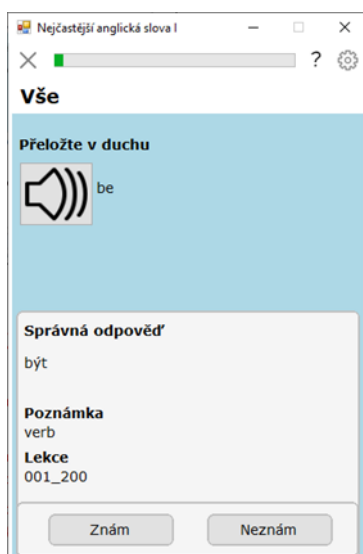 Nejčastější anglická slova I
?
Vše
Přeložte v duchu
be
Správná odpověď
být
Poznámka
verb
Lekce
001_200
Znám
Neznám